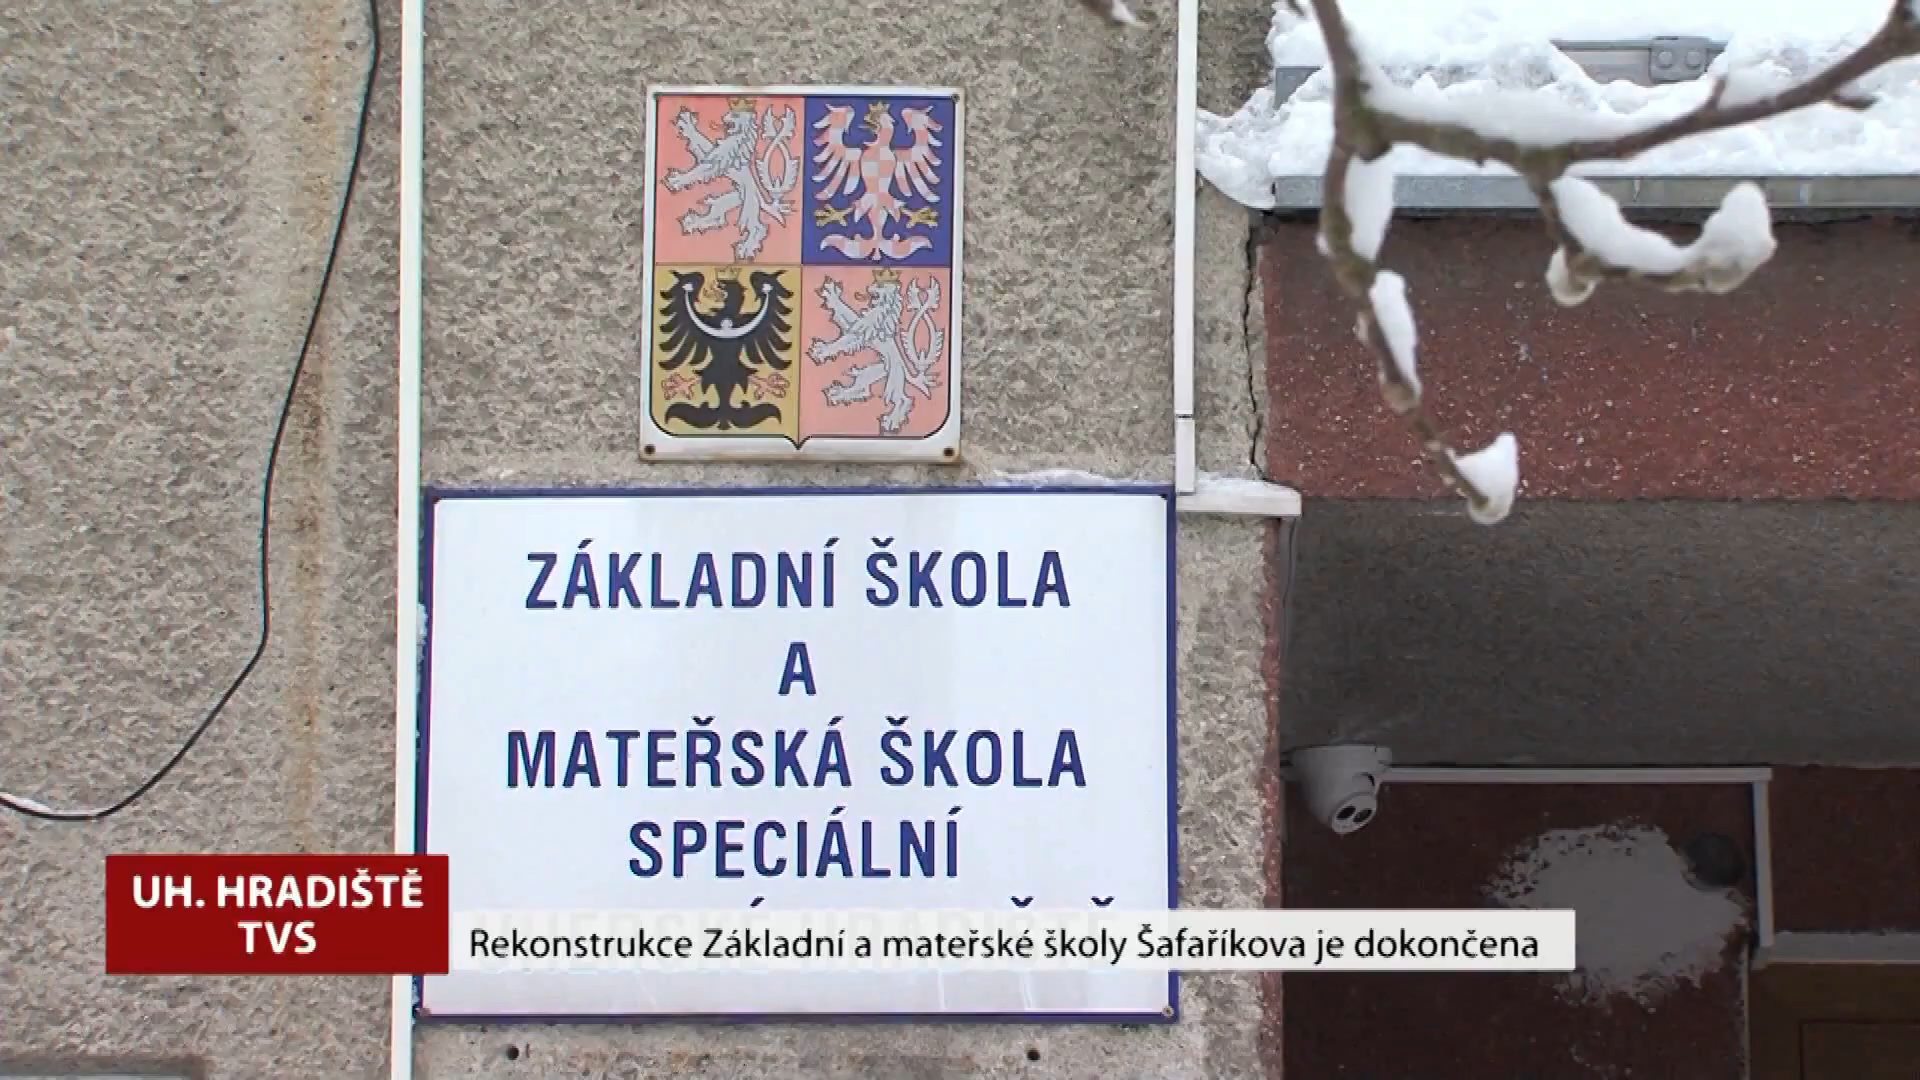 ZÁKLADNÍ ŠKOLA
A
MATEŘSKÁ ŠKOLA
SPECIÁLNÍ
UH. HRADIŠTĚ
TVS
Rekonstrukce Základní a mateřské školy Šafaříkova je dokončena